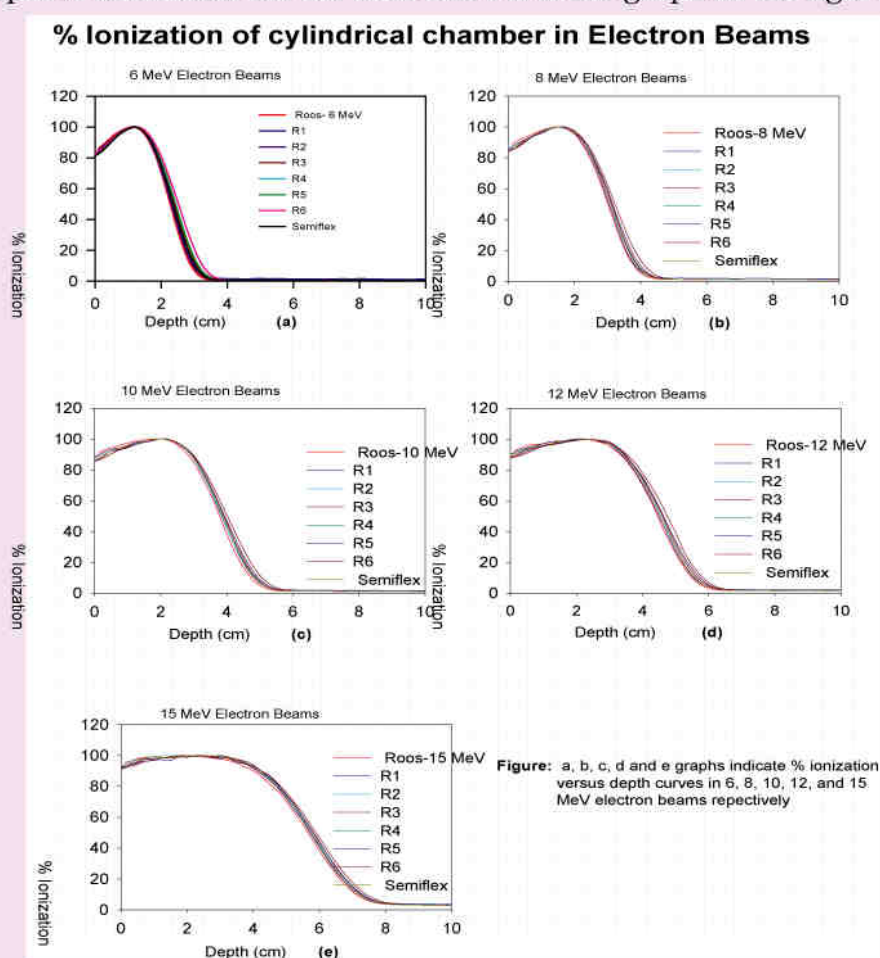 % Ionization of cylindrical chamber in Electron Beams
6 MeV Electron Beams
120
100
80
60
40
20
0
0 2 4 6 8 10
% Ionization
Depth (cm) (a)
Roos- 6 MeV
R1
R2
R3
R4
R5
R6
Semiflex
8 MeV Electron Beams
120
100
80
60
40
20
0
0 2 4 6 8 10
% Ionization
Depth (cm) (b)
Roos-8 MeV
R1
R2
R3
R4
R5
R6
Semiflex
10 MeV Electron Beams
120
100
80
60
40
20
0
0 2 4 6 8 10
% Ionization
Depth (cm) (c)
Roos-10 MeV
R1
R2
R3
R4
R5
R6
Semiflex
12 MeV Electron Beams
120
100
80
60
40
20
0
0 2 4 6 8 10
% Ionization
Depth (cm) (d)
Roos-12 MeV
R1
R2
R3
R4
R5
R6
Semiflex
15 MeV Electron Beams
120
100
80
60
40
20
0
0 2 4 6 8 10
% Ionization
Depth (cm) (e)
Roos-15 MeV
R1
R2
R3
R4
R5
R6
Semiflex
Figure: a, b, c, d and e graphs indicate % ionization
versus depth curves in 6, 8, 10, 12, and 15
MeV electron beams repectively